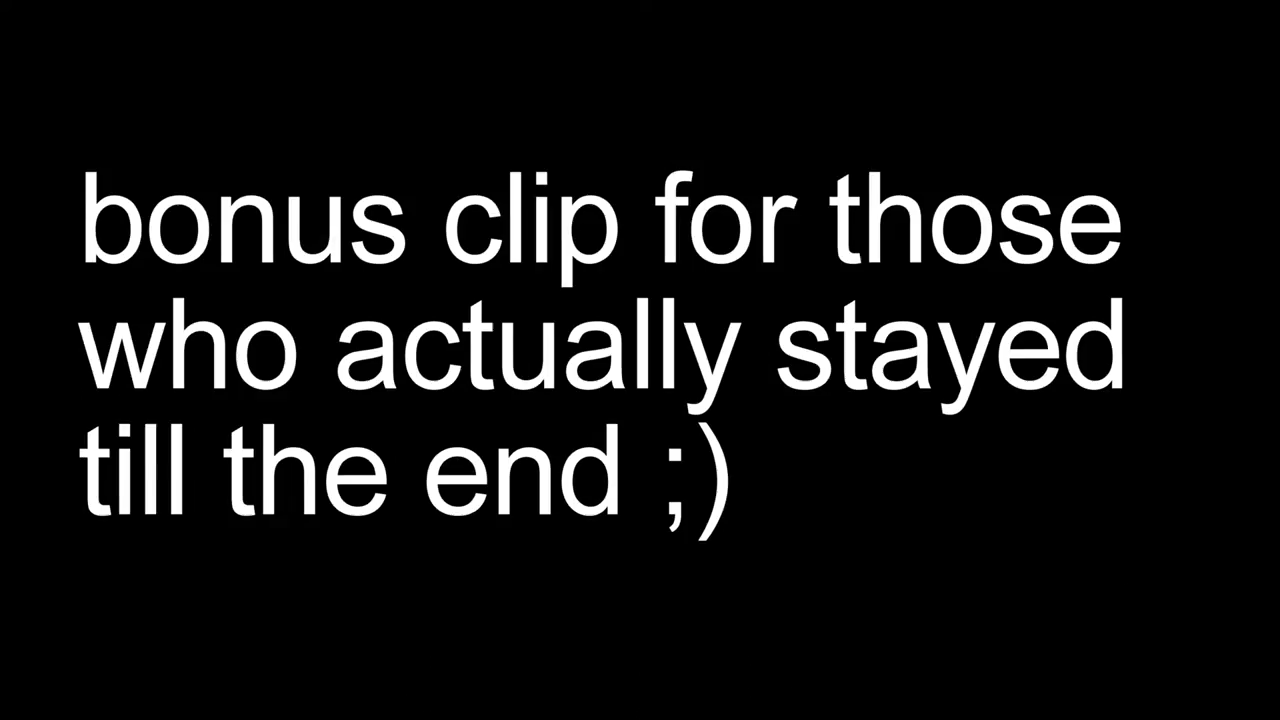 bonus clip for those
who actually stayed
till the end ;)